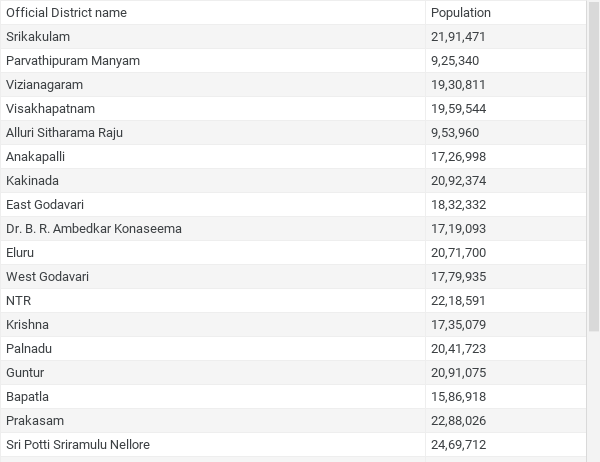 Official District name Population
Srikakulam 21,91,471
Parvathipuram Manyam 9,25,340
Vizianagaram 19,30,811
Visakhapatnam 19,59,544
Alluri Sitharama Raju 9,53,960
Anakapalli 17,26,998
Kakinada 20,92,374
East Godavari 18,32,332
Dr. B. R. Ambedkar Konaseema 17,19,093
Eluru 20,71,700
West Godavari 17,79,935
NTR 22,18,591
Krishna 17,35,079
Palnadu 20,41,723
Guntur 20,91,075
Bapatla 15,86,918
Prakasam 22,88,026
Sri Potti Sriramulu Nellore 24,69,712